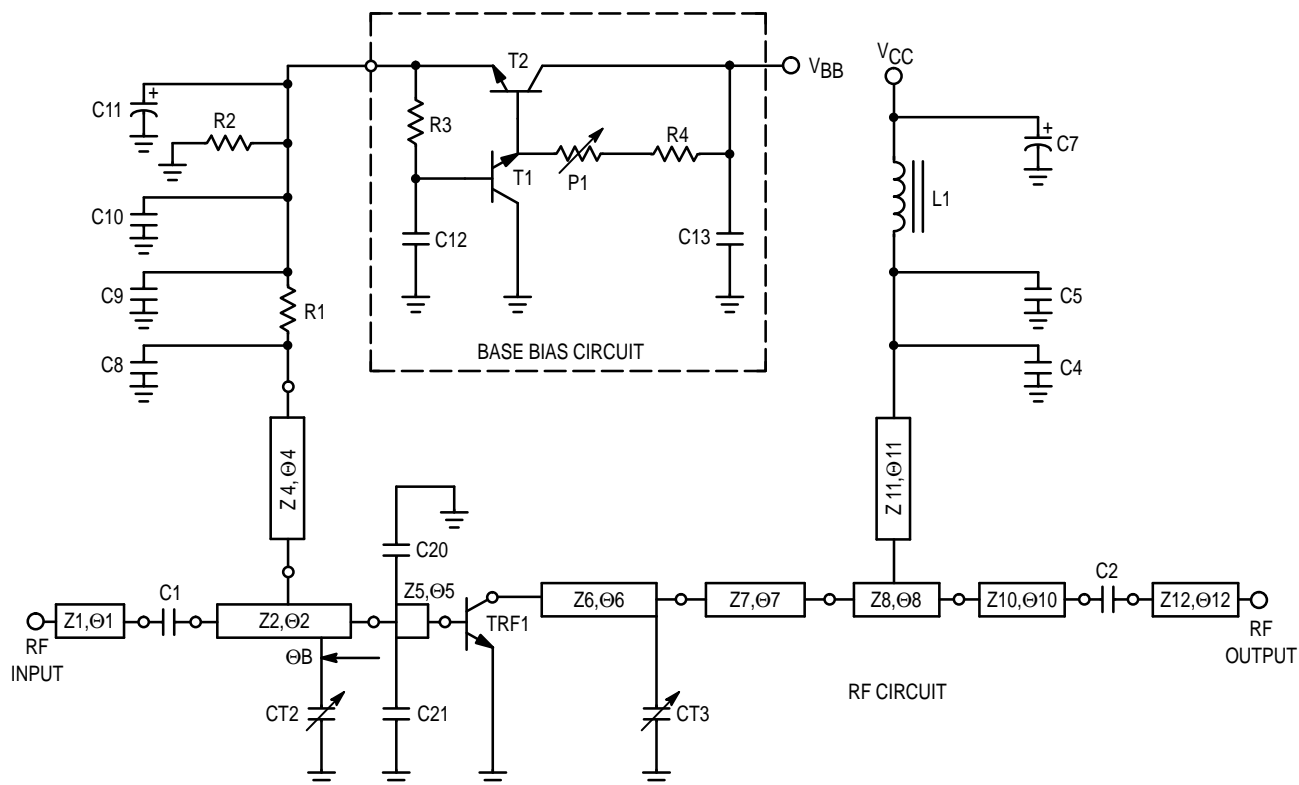 T2
V_BB
V_CC
C11
+
R2
R3
R4
T1
P1
+
C7
L1
C10
C12
C13
C9
R1
C5
BASE BIAS CIRCUIT
C8
C4
Z 4,Θ4
Z 11,Θ11
C20
C1
Z5,Θ5
C2
Z1,Θ1
Z2,Θ2
TRF1
Z6,Θ6
Z7,Θ7
Z8,Θ8
Z10,Θ10
Z12,Θ12
RF
INPUT
RF
OUTPUT
ΘB
RF CIRCUIT
CT2
C21
CT3